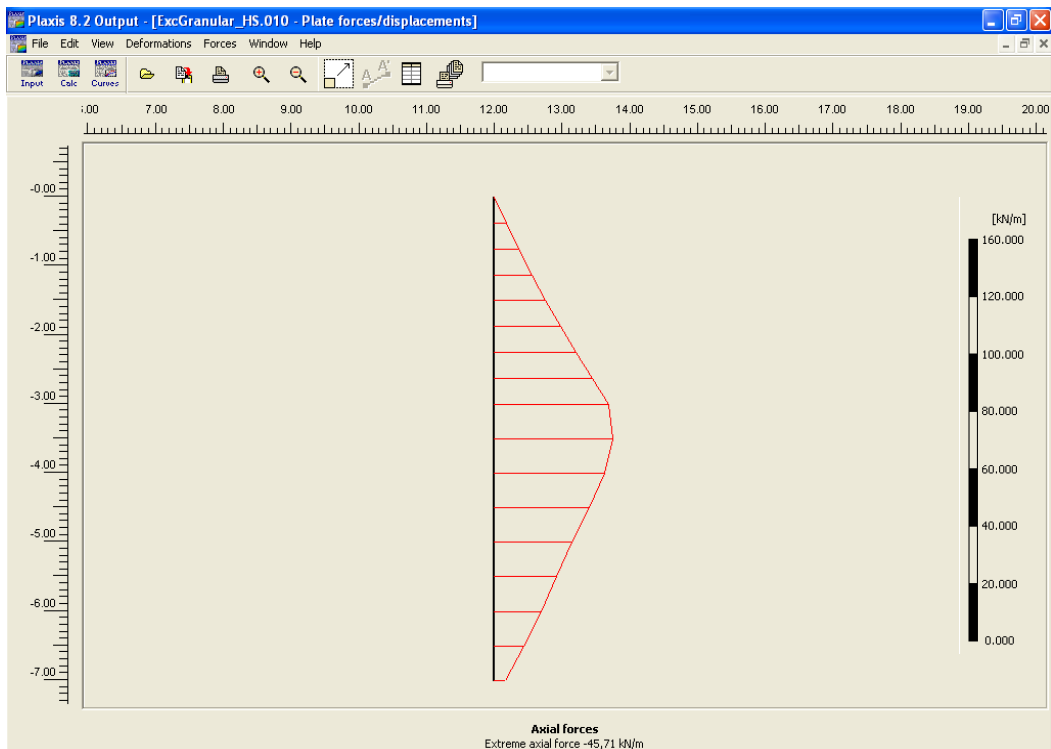 Plaxis 8.2 Output - [ExcGranular_HS.010 - Plate forces/displacements]
File Edit View Deformations Forces Window Help
Input Calc Curves
5.00 7.00 8.00 9.00 10.00 11.00 12.00 13.00 14.00 15.00 16.00 17.00 18.00 19.00 20.00
-0.00
-1.00
-2.00
-3.00
-4.00
-5.00
-6.00
-7.00
[kN/m]
160.000
120.000
100.000
80.000
60.000
40.000
20.000
0.000
Axial forces
Extreme axial force -45,71 kN/m